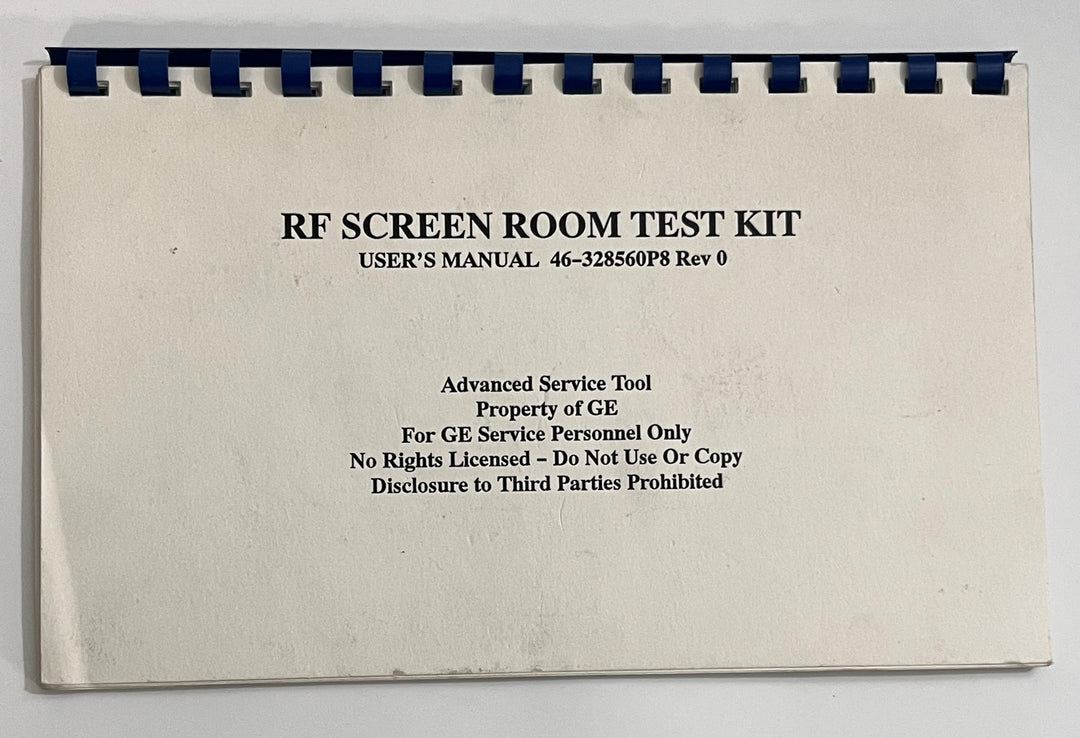 RF SCREEN ROOM TEST KIT
USER'S MANUAL 46–328560P8 Rev 0
Advanced Service Tool
Property of GE
For GE Service Personnel Only
No Rights Licensed – Do Not Use Or Copy
Disclosure to Third Parties Prohibited